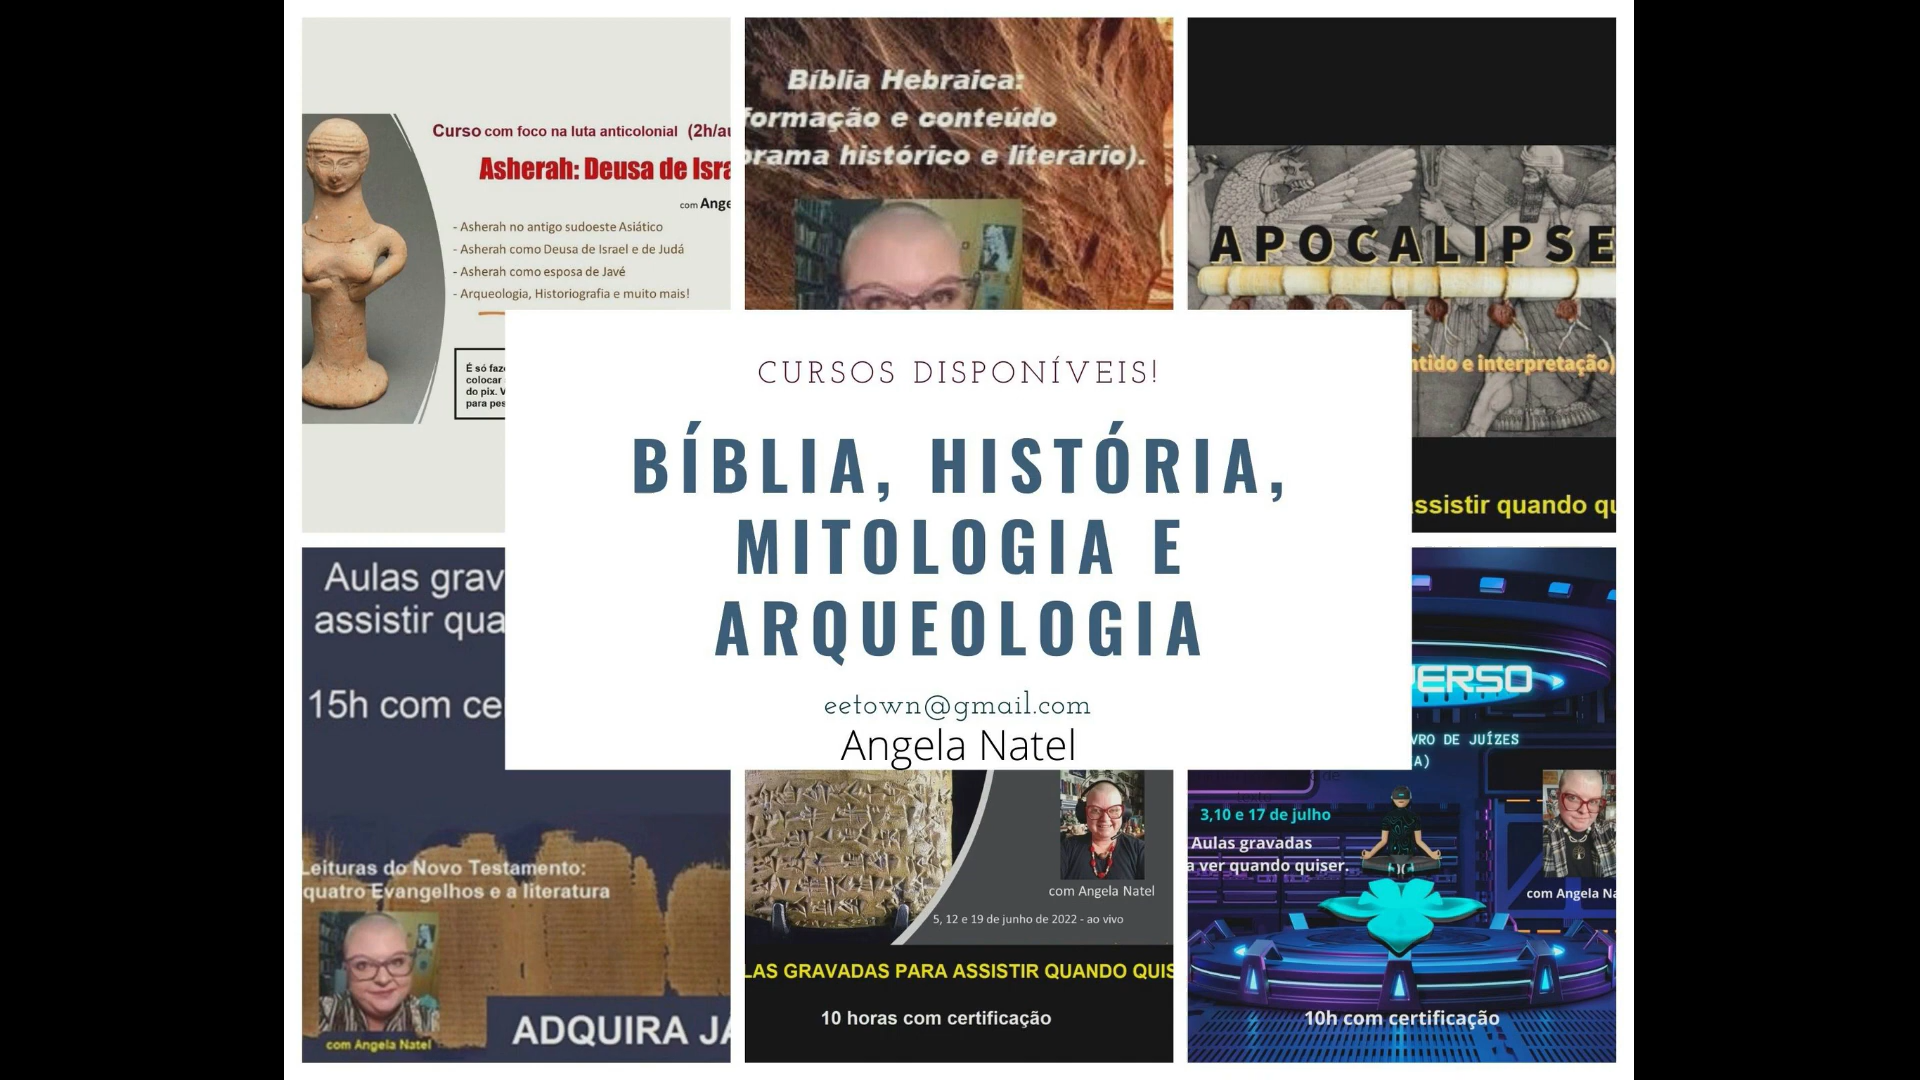 Curso com foco na luta anticolonial (2h/au
Asherah: Deusa de Isra
com Ange
- Asherah no antigo sudoeste Asiático
- Asherah como Deusa de Israel e de Judá
- Asherah como esposa de Javé
- Arqueologia, Historiografia e muito mais!
É só faze
colocar
do pix. V
para pes
Bíblia Hebraica:
formação e conteúdo
orama histórico e literário).
APOCALIPSE
ntido e interpretação)
assistir quando qu
CURSOS DISPONÍVEIS!
BÍBLIA, HISTÓRIA,
MITOLOGIA E
ARQUEOLOGIA
eetown@gmail.com
Angela Natel
Aulas grav
assistir qua
15h com ce
Leituras do Novo Testamento:
quatro Evangelhos e a literatura
com Angela Natel
ADQUIRA JÁ
com Angela Natel
5, 12 e 19 de junho de 2022 - ao vivo
LAS GRAVADAS PARA ASSISTIR QUANDO QUIS
10 horas com certificação
VERSO
VRO DE JUÍZES
A)
3,10 e 17 de julho
Aulas gravadas
a ver quando quiser.
com Angela Na
10h com certificação